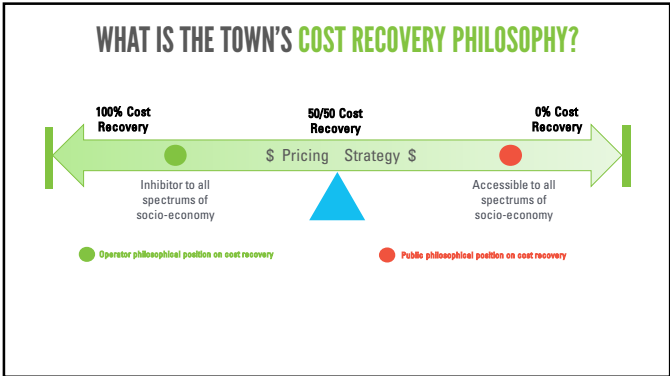 WHAT IS THE TOWN'S COST RECOVERY PHILOSOPHY?
100% Cost
Recovery
50/50 Cost
Recovery
0% Cost
Recovery
$ Pricing Strategy $
Inhibitor to all
spectrums of
socio-economy
Accessible to all
spectrums of
socio-economy
Operator philosophical position on cost recovery
Public philosophical position on cost recovery